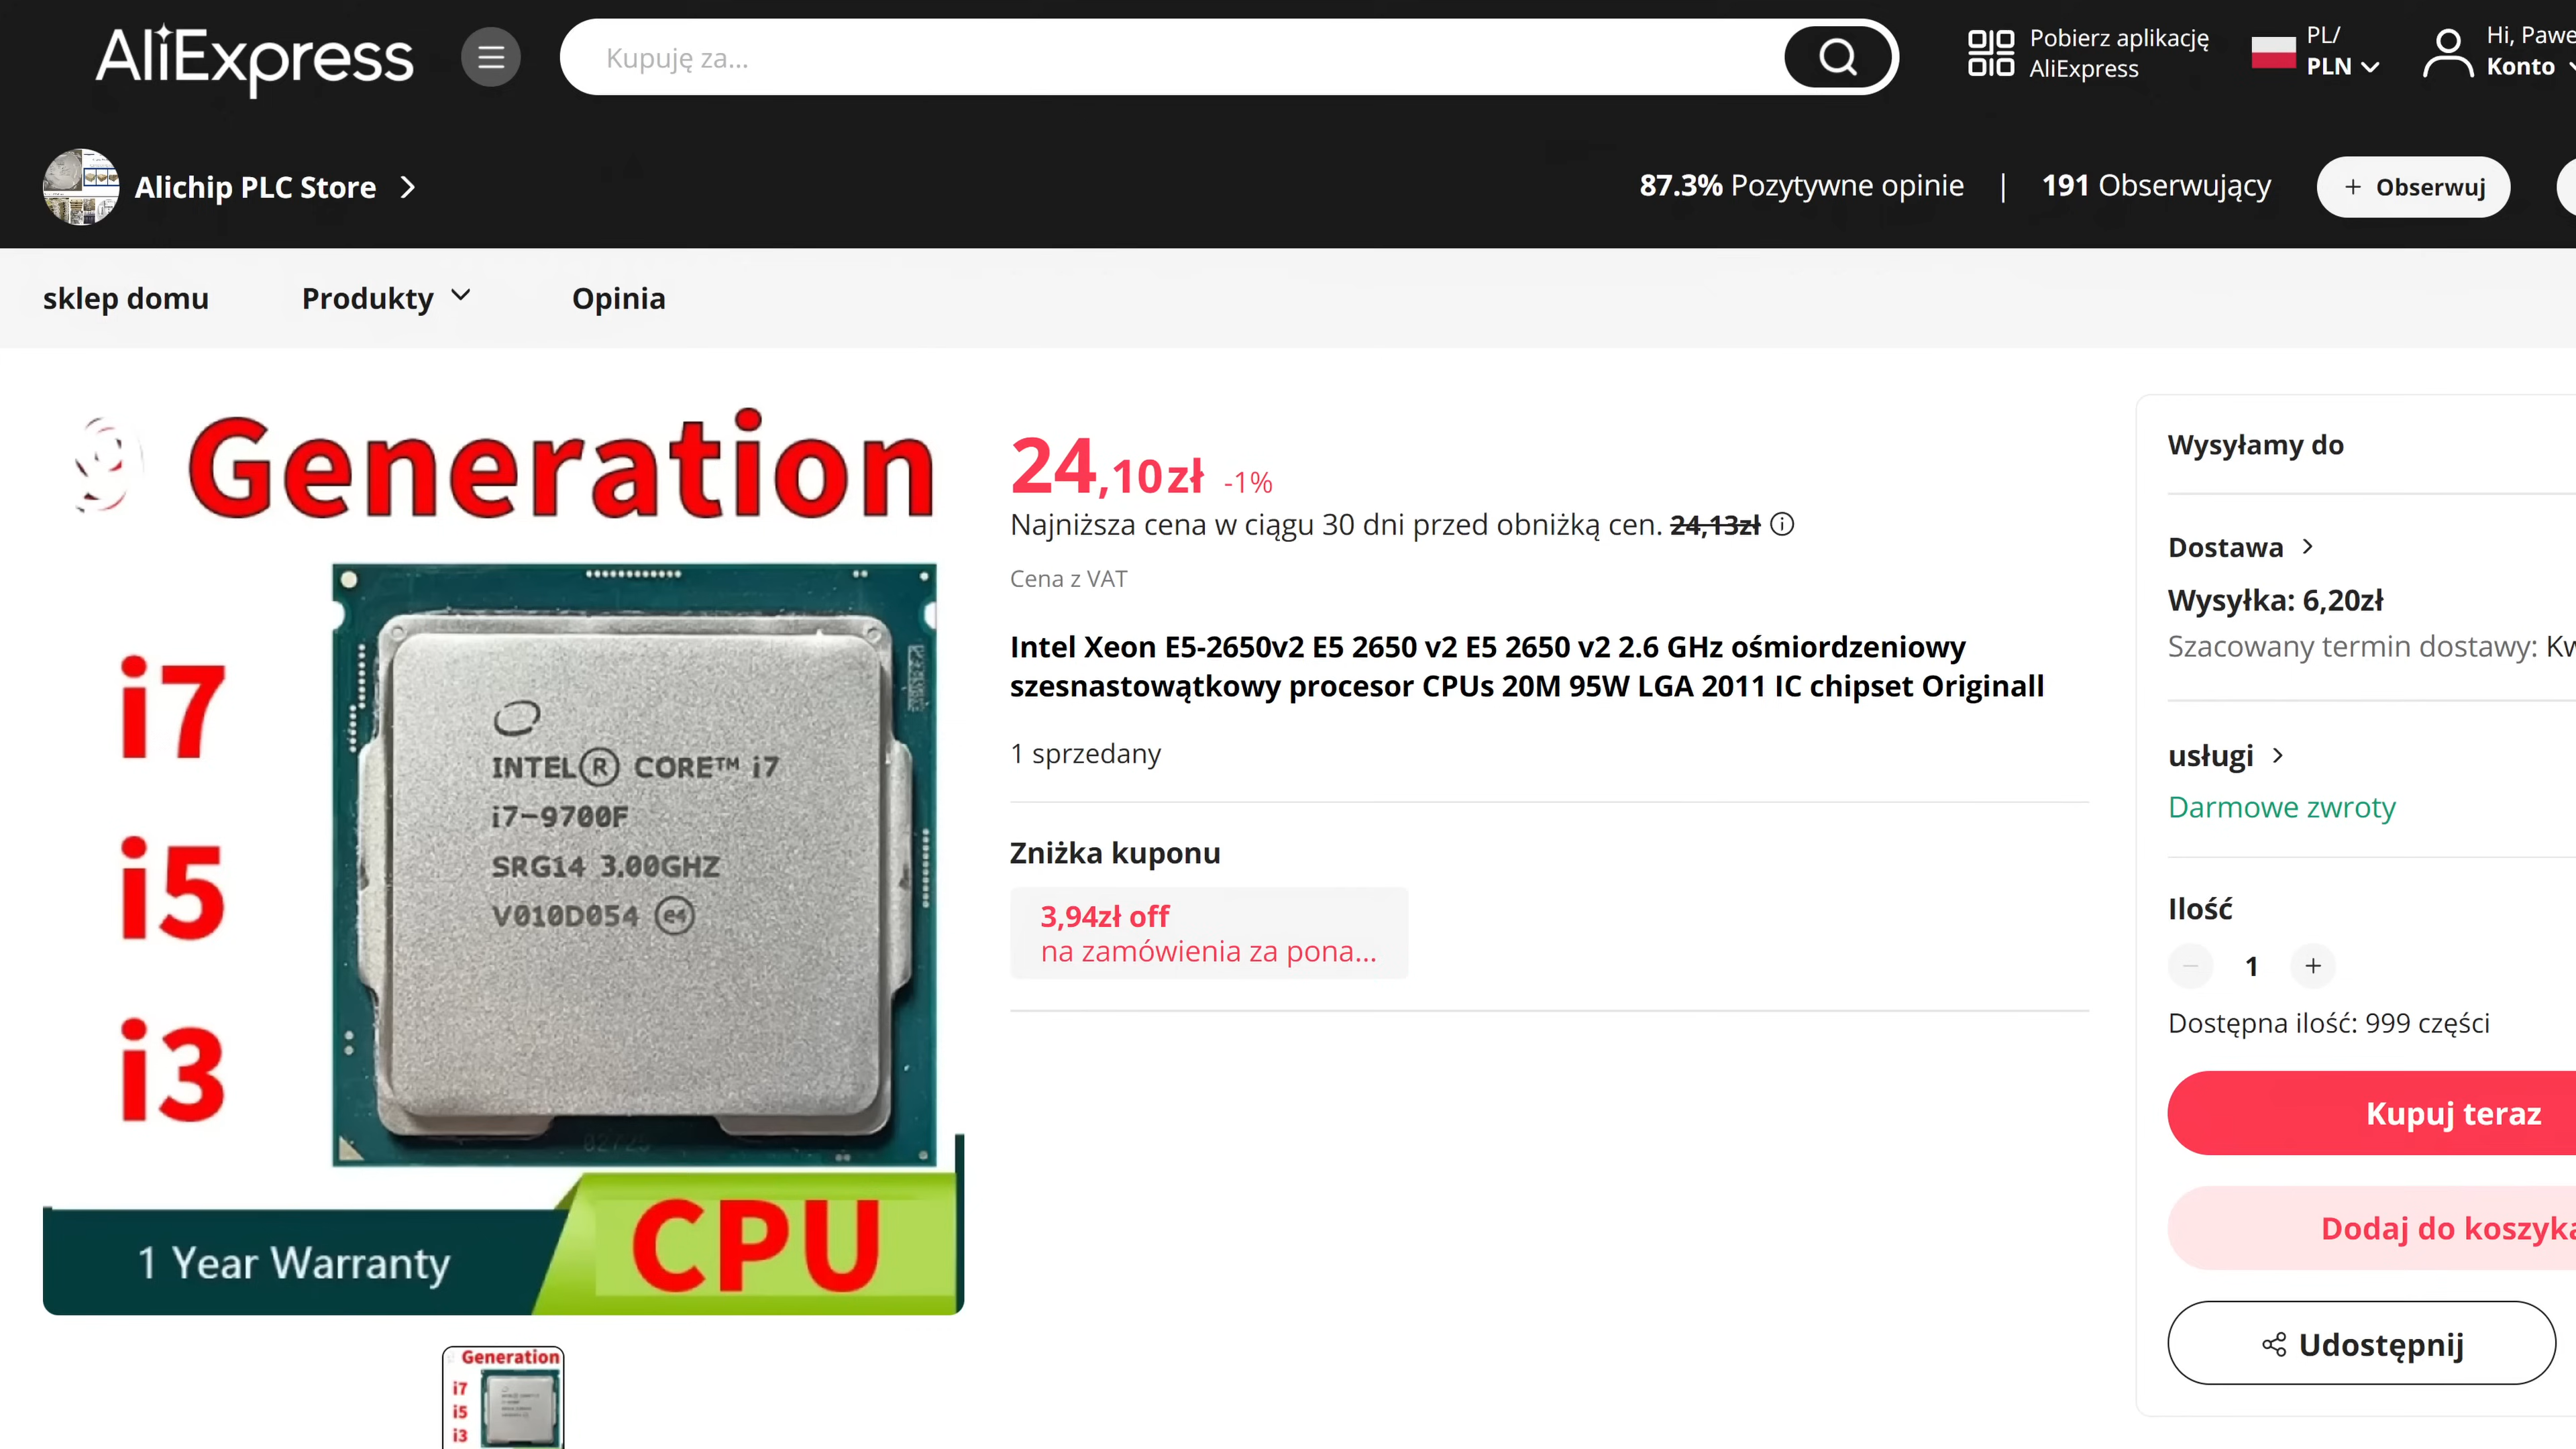 AliExpress
Kupuję za...
Pobierz aplikację
AliExpress
PL/
PLN
Hi, Pawe
Konto
Alichip PLC Store
87.3% Pozytywne opinie | 191 Obserwujący
+ Obserwuj
sklep domu
Produkty
Opinia
9 Generation
i7
i5
i3
INTEL® CORE™ i7
i7-9700F
SRG14 3.00GHZ
V010D054 e4
1 Year Warranty
CPU
24,10zł -1%
Najniższa cena w ciągu 30 dni przed obniżką cen. 24,13zł
Cena z VAT
Intel Xeon E5-2650v2 E5 2650 v2 E5 2650 v2 2.6 GHz ośmiordzeniowy
szesnastowątkowy procesor CPUs 20M 95W LGA 2011 IC chipset Originall
1 sprzedany
Zniżka kuponu
3,94zł off
na zamówienia za pona...
Wysyłamy do
Dostawa
Wysyłka: 6,20zł
Szacowany termin dostawy: Kw
usługi
Darmowe zwroty
Ilość
− 1 +
Dostępna ilość: 999 części
Kupuj teraz
Dodaj do koszyka
Udostępnij
Generation
i7
i5
i3